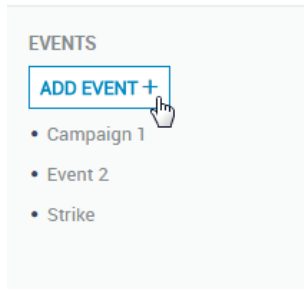 EVENTS
ADD EVENT +
• Campaign 1
• Event 2
• Strike